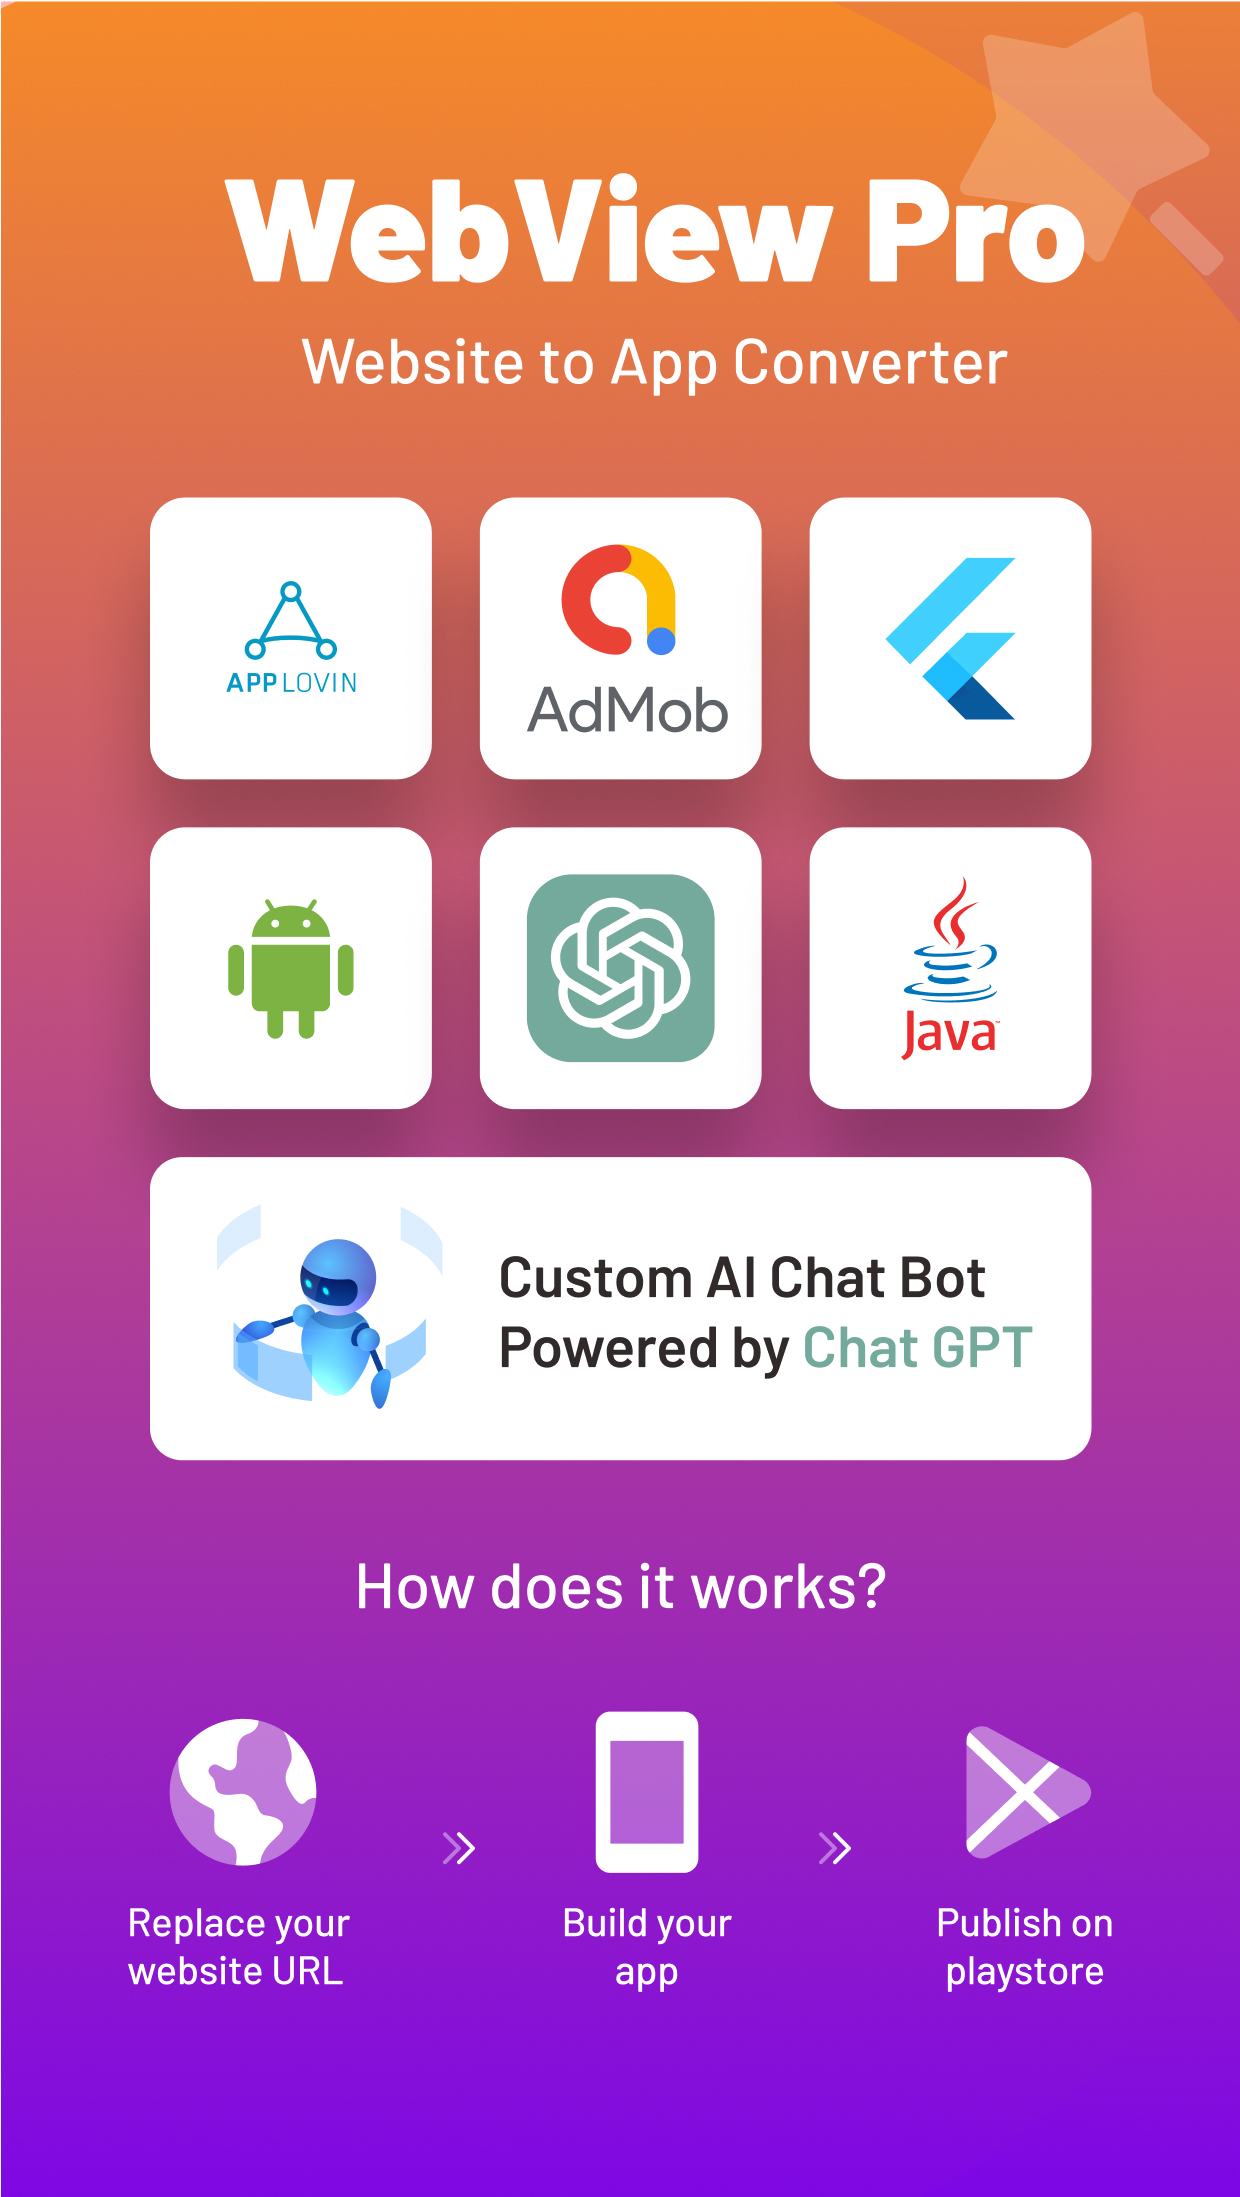 WebView Pro
Website to App Converter
APPLOVIN
AdMob
Java™
Custom AI Chat Bot
Powered by Chat GPT
How does it works?
Replace your
website URL
Build your
app
Publish on
playstore